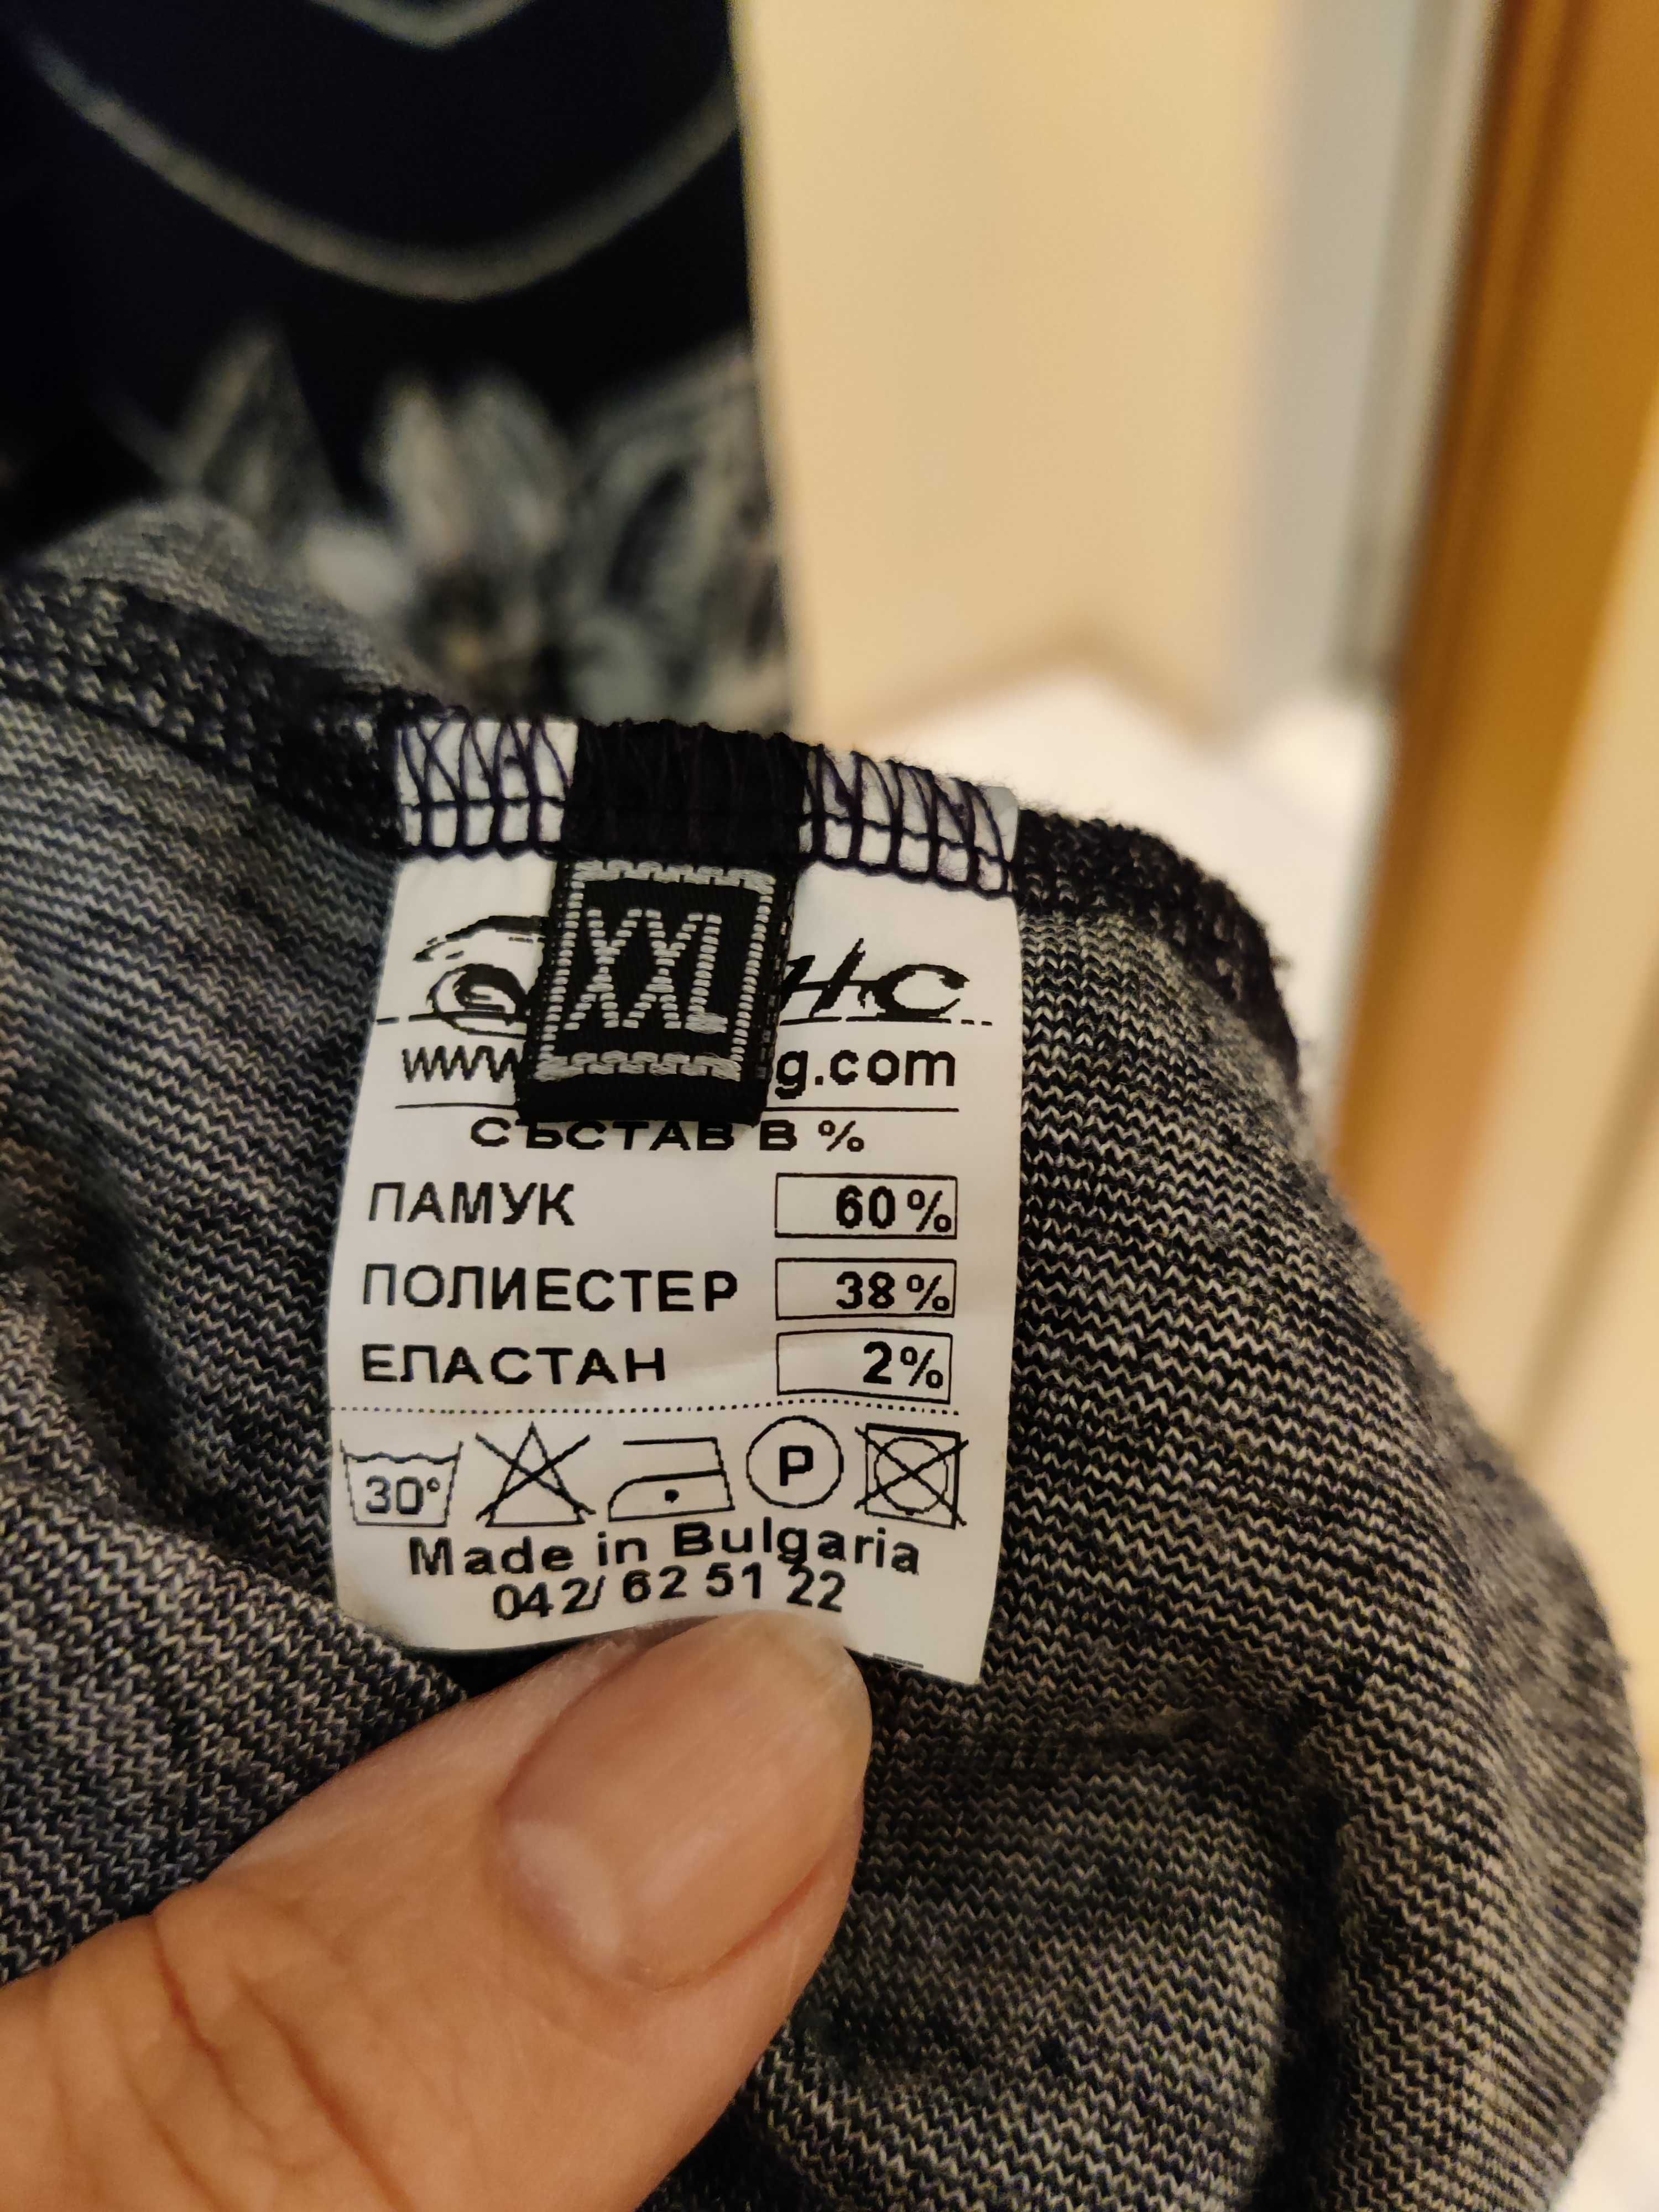 XXL
g.com
СЪСТАВ В %
ПАМУК 60%
ПОЛИЕСТЕР 38%
ЕЛАСТАН 2%
30° P
Made in Bulgaria
042/ 62 51 22